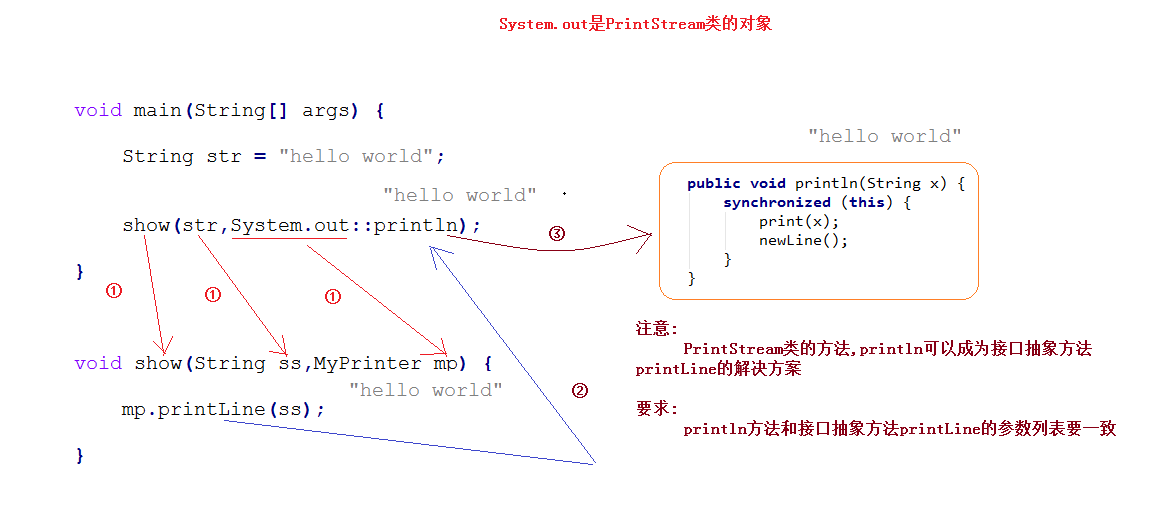 System.out是PrintStream类的对象
void main(String[] args) {
String str = "hello world";
"hello world"
show(str,System.out::println);
}
①
①
①
③
"hello world"
public void println(String x) {
synchronized (this) {
print(x);
newLine();
}
}
void show(String ss,MyPrinter mp) {
"hello world"
②
mp.printLine(ss);
}
注意:
PrintStream类的方法,println可以成为接口抽象方法
printLine的解决方案
要求:
println方法和接口抽象方法printLine的参数列表要一致